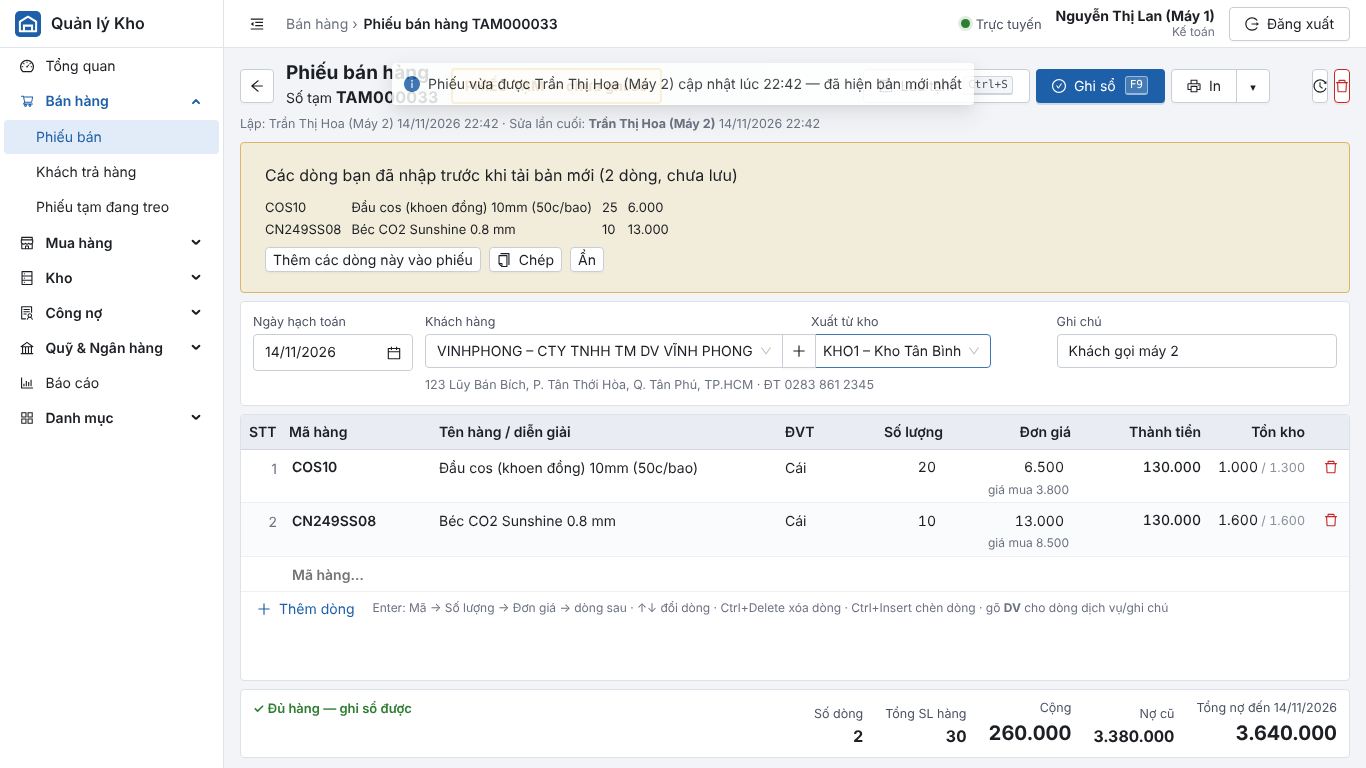 Quản lý Kho
Bán hàng › Phiếu bán hàng TAM000033
Trực tuyến
Nguyễn Thị Lan (Máy 1)
Kế toán
Đăng xuất
Tổng quan
Bán hàng
Phiếu bán
Khách trả hàng
Phiếu tạm đang treo
Mua hàng
Kho
Công nợ
Quỹ & Ngân hàng
Báo cáo
Danh mục
Phiếu bán hàng
Số tạm TAM000033
Phiếu vừa được Trần Thị Hoa (Máy 2) cập nhật lúc 22:42 — đã hiện bản mới nhất
Ctrl+S
Ghi sổ F9
In
Lập: Trần Thị Hoa (Máy 2) 14/11/2026 22:42 · Sửa lần cuối: Trần Thị Hoa (Máy 2) 14/11/2026 22:42
Các dòng bạn đã nhập trước khi tải bản mới (2 dòng, chưa lưu)
COS10 Đầu cos (khoen đồng) 10mm (50c/bao) 25 6.000
CN249SS08 Béc CO2 Sunshine 0.8 mm 10 13.000
Thêm các dòng này vào phiếu Chép Ẩn
Ngày hạch toán Khách hàng Xuất từ kho Ghi chú
14/11/2026 VINHPHONG – CTY TNHH TM DV VĨNH PHONG KHO1 – Kho Tân Bình Khách gọi máy 2
123 Lũy Bán Bích, P. Tân Thới Hòa, Q. Tân Phú, TP.HCM · ĐT 0283 861 2345
STT Mã hàng Tên hàng / diễn giải ĐVT Số lượng Đơn giá Thành tiền Tồn kho
1 COS10 Đầu cos (khoen đồng) 10mm (50c/bao) Cái 20 6.500 130.000 1.000 / 1.300
giá mua 3.800
2 CN249SS08 Béc CO2 Sunshine 0.8 mm Cái 10 13.000 130.000 1.600 / 1.600
giá mua 8.500
Mã hàng...
Thêm dòng Enter: Mã → Số lượng → Đơn giá → dòng sau · ↑↓ đổi dòng · Ctrl+Delete xóa dòng · Ctrl+Insert chèn dòng · gõ DV cho dòng dịch vụ/ghi chú
✓ Đủ hàng — ghi sổ được
Số dòng Tổng SL hàng Cộng Nợ cũ Tổng nợ đến 14/11/2026
2 30 260.000 3.380.000 3.640.000